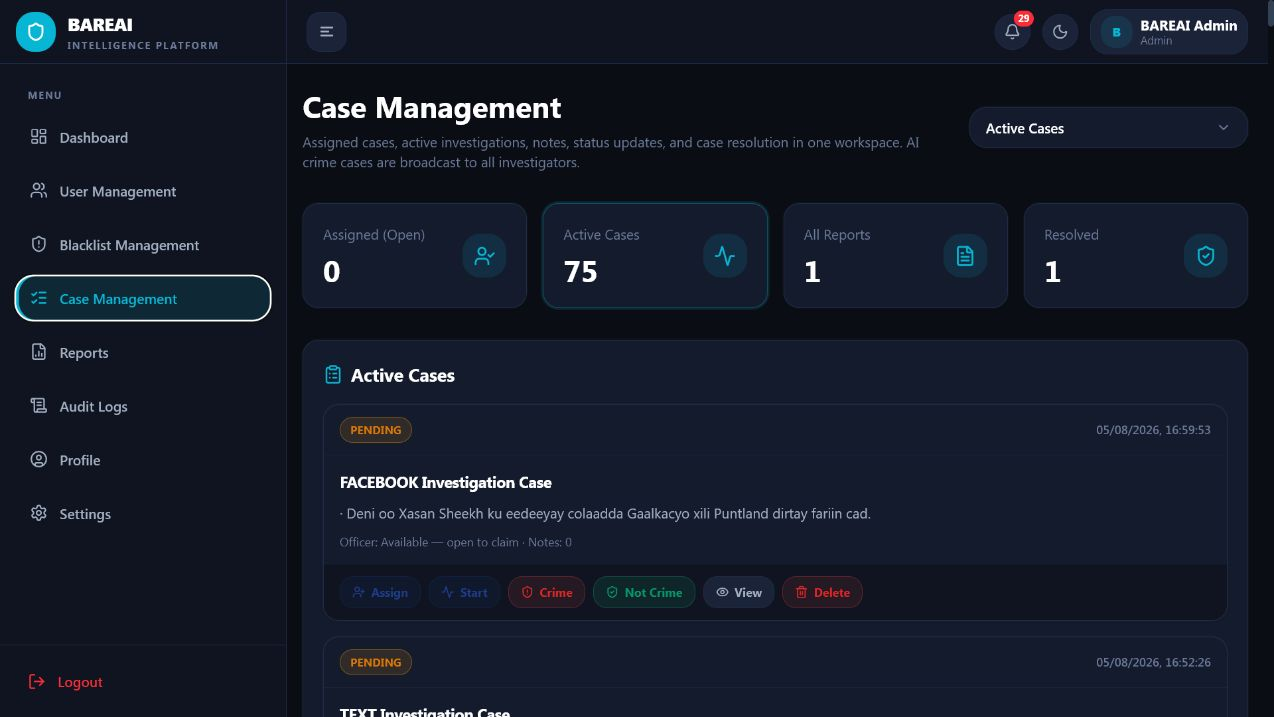 BAREAI
INTELLIGENCE PLATFORM
29
B
BAREAI Admin
Admin
MENU
Dashboard
User Management
Blacklist Management
Case Management
Reports
Audit Logs
Profile
Settings
Logout
Case Management
Assigned cases, active investigations, notes, status updates, and case resolution in one workspace. AI
crime cases are broadcast to all investigators.
Active Cases
Assigned (Open)
0
Active Cases
75
All Reports
1
Resolved
1
Active Cases
PENDING
05/08/2026, 16:59:53
FACEBOOK Investigation Case
· Deni oo Xasan Sheekh ku eedeeyay colaadda Gaalkacyo xili Puntland dirtay fariin cad.
Officer: Available — open to claim · Notes: 0
Assign
Start
Crime
Not Crime
View
Delete
PENDING
05/08/2026, 16:52:26
TEXT Investigation Case